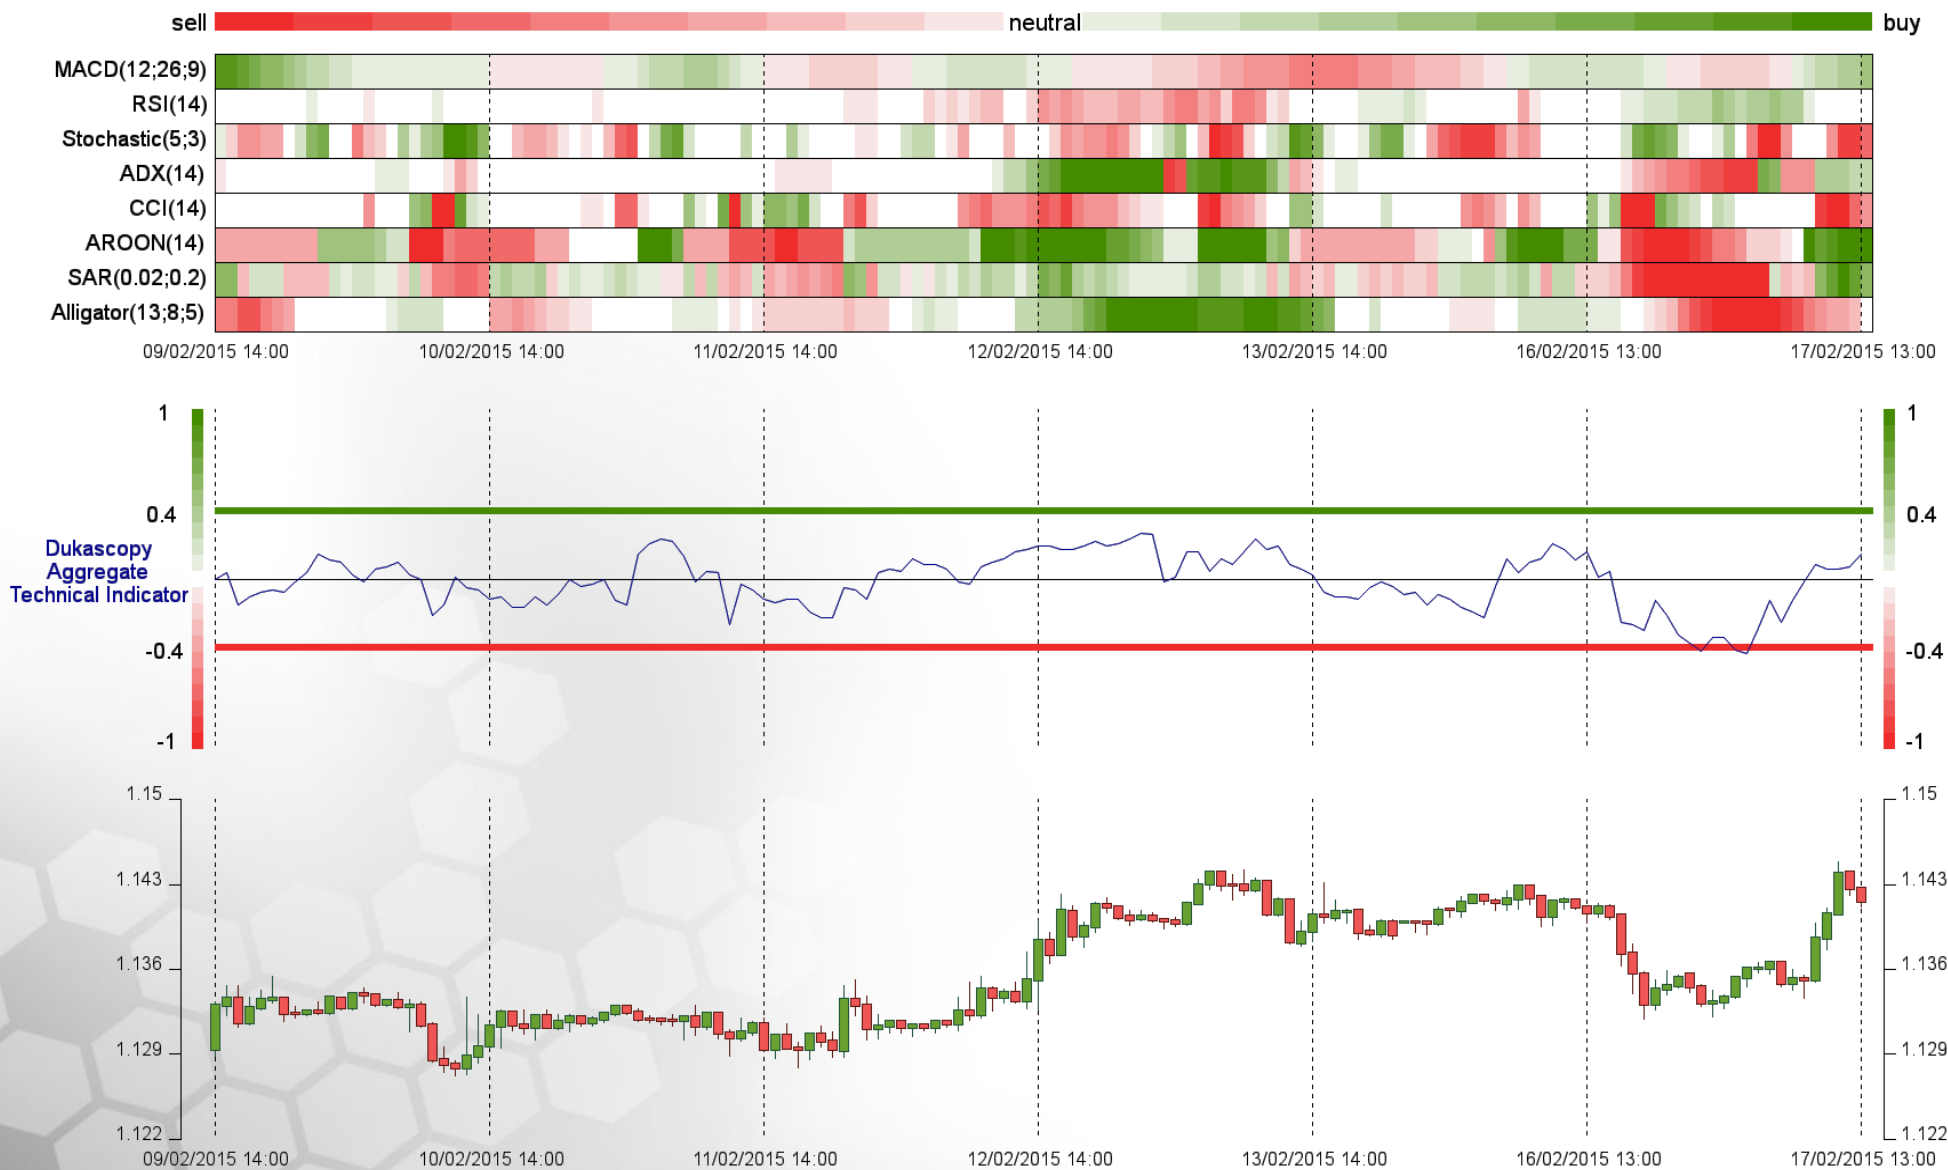 sell neutral buy
MACD(12;26;9)
RSI(14)
Stochastic(5;3)
ADX(14)
CCI(14)
AROON(14)
SAR(0.02;0.2)
Alligator(13;8;5)
09/02/2015 14:00 10/02/2015 14:00 11/02/2015 14:00 12/02/2015 14:00 13/02/2015 14:00 16/02/2015 13:00 17/02/2015 13:00
1 1
0.4 0.4
Dukascopy
Aggregate
Technical Indicator
-0.4 -0.4
-1 -1
1.15 1.15
1.143 1.143
1.136 1.136
1.129 1.129
1.122 1.122
09/02/2015 14:00 10/02/2015 14:00 11/02/2015 14:00 12/02/2015 14:00 13/02/2015 14:00 16/02/2015 13:00 17/02/2015 13:00